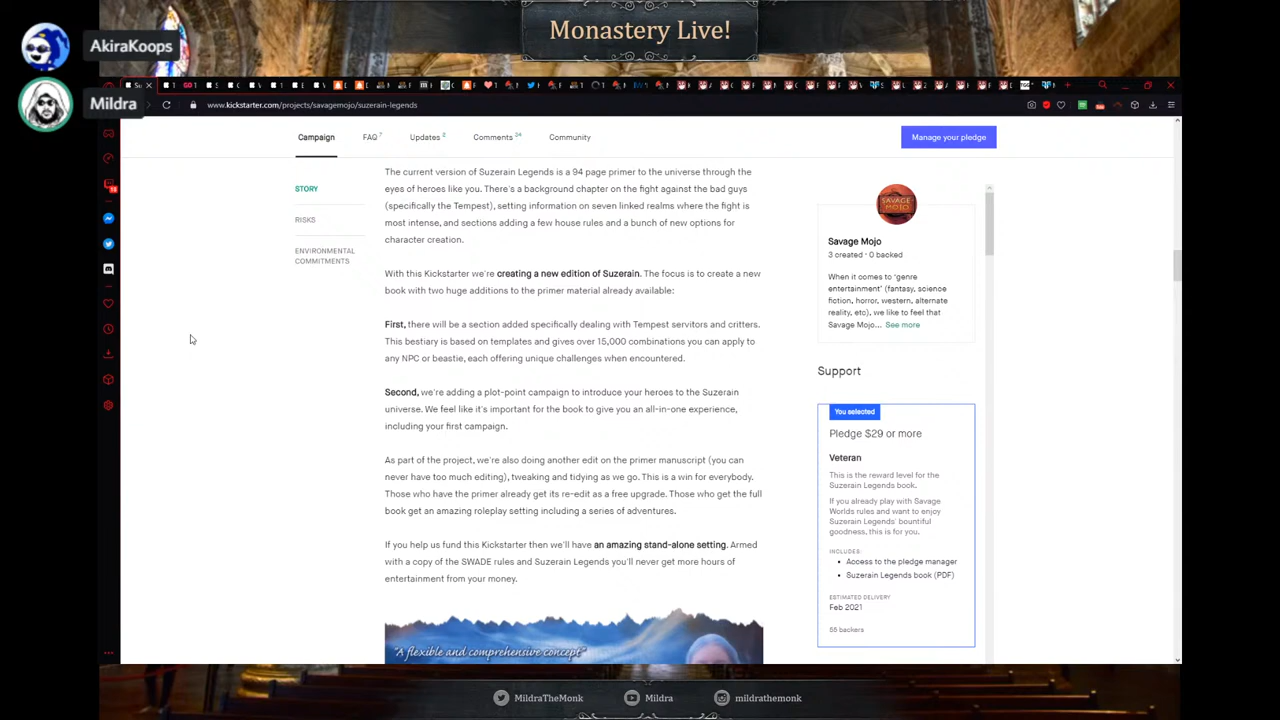 Monastery Live!
AkiraKoops
Mildra
www.kickstarter.com/projects/savagemojo/suzerain-legends
Campaign
FAQ 7
Updates 2
Comments 24
Community
Manage your pledge
STORY
RISKS
ENVIRONMENTAL
COMMITMENTS
The current version of Suzerain Legends is a 94 page primer to the universe through the
eyes of heroes like you. There's a background chapter on the fight against the bad guys
(specifically the Tempest), setting information on seven linked realms where the fight is
most intense, and sections adding a few house rules and a bunch of new options for
character creation.
With this Kickstarter we're creating a new edition of Suzerain. The focus is to create a new
book with two huge additions to the primer material already available:
First, there will be a section added specifically dealing with Tempest servitors and critters.
This bestiary is based on templates and gives over 15,000 combinations you can apply to
any NPC or beastie, each offering unique challenges when encountered.
Second, we're adding a plot-point campaign to introduce your heroes to the Suzerain
universe. We feel like it's important for the book to give you an all-in-one experience,
including your first campaign.
As part of the project, we're also doing another edit on the primer manuscript (you can
never have too much editing), tweaking and tidying as we go. This is a win for everybody.
Those who have the primer already get its re-edit as a free upgrade. Those who get the full
book get an amazing roleplay setting including a series of adventures.
If you help us fund this Kickstarter then we'll have an amazing stand-alone setting. Armed
with a copy of the SWADE rules and Suzerain Legends you'll never get more hours of
entertainment from your money.
"A flexible and comprehensive concept"
SAVAGE
MOJO
Savage Mojo
3 created · 0 backed
When it comes to 'genre
entertainment' (fantasy, science
fiction, horror, western, alternate
reality, etc), we like to feel that
Savage Mojo... See more
Support
You selected
Pledge $29 or more
Veteran
This is the reward level for the
Suzerain Legends book.
If you already play with Savage
Worlds rules and want to enjoy
Suzerain Legends' bountiful
goodness, this is for you.
INCLUDES:
• Access to the pledge manager
• Suzerain Legends book (PDF)
ESTIMATED DELIVERY
Feb 2021
66 backers
MildraTheMonk
Mildra
mildrathemonk